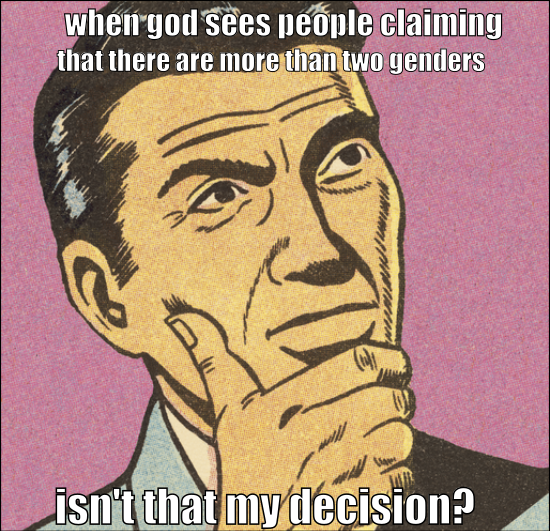 when god sees people claiming
that there are more than two genders
isn't that my decision?